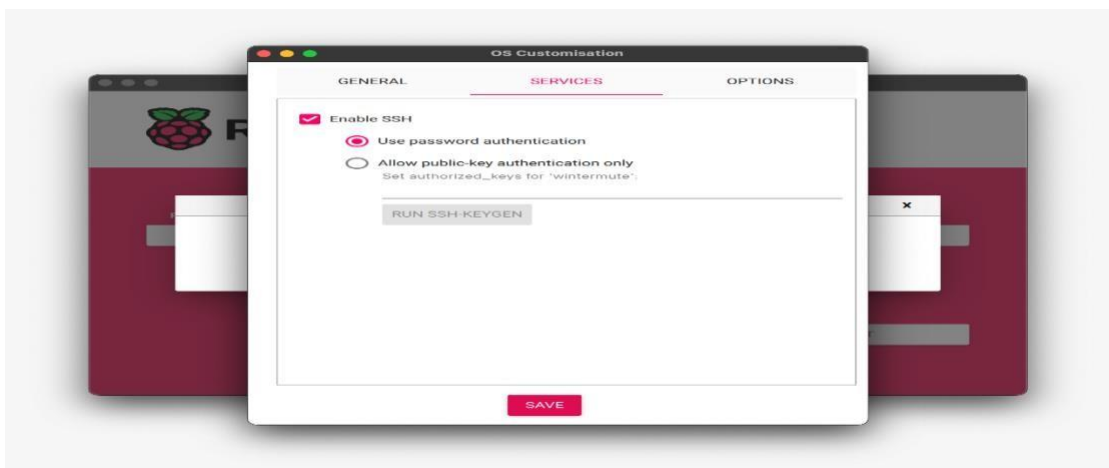 OS Customisation
GENERAL SERVICES OPTIONS
Enable SSH
Use password authentication
Allow public-key authentication only
Set authorized_keys for 'wintermute':
RUN SSH-KEYGEN
SAVE